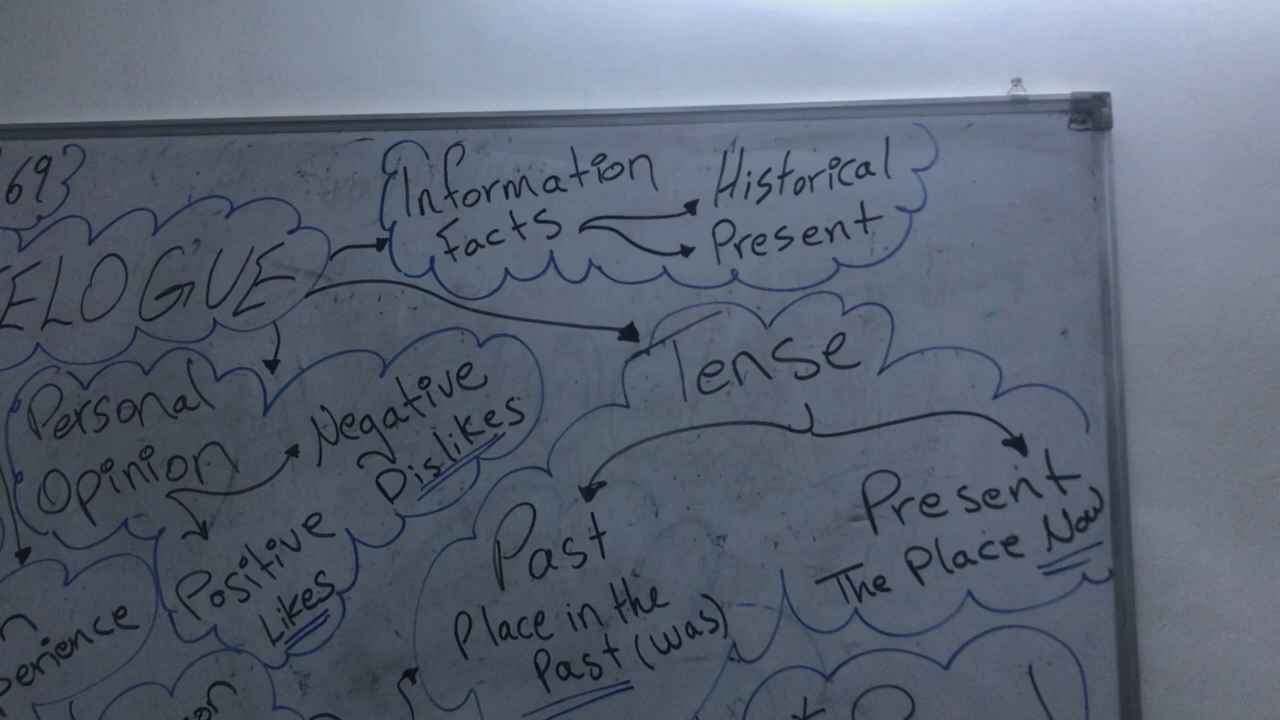 69}
Information
Facts
Historical
Present
ELOGUE
Tense
Personal
Opinion
Negative
Dislikes
Positive
Likes
Past
Place in the
Past (was)
Present
The Place Now
perience